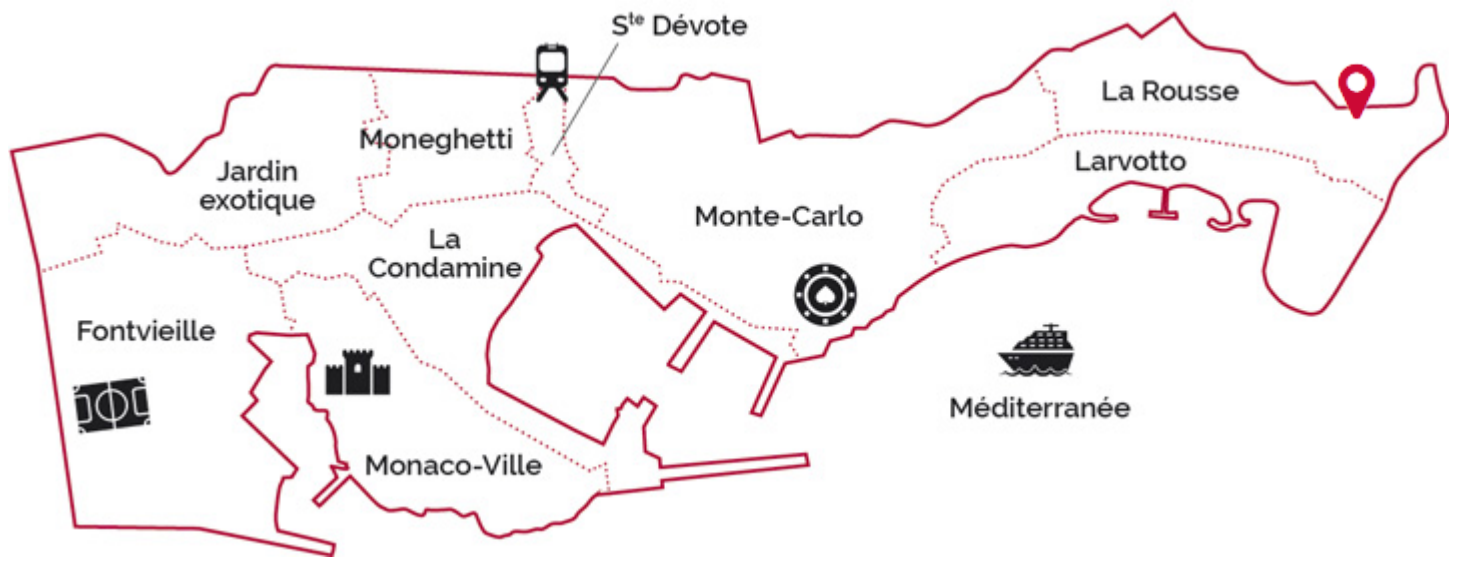 Sᵗᵉ Dévote
La Rousse
Moneghetti
Larvotto
Jardin
exotique
Monte-Carlo
La
Condamine
Fontvieille
Méditerranée
Monaco-Ville